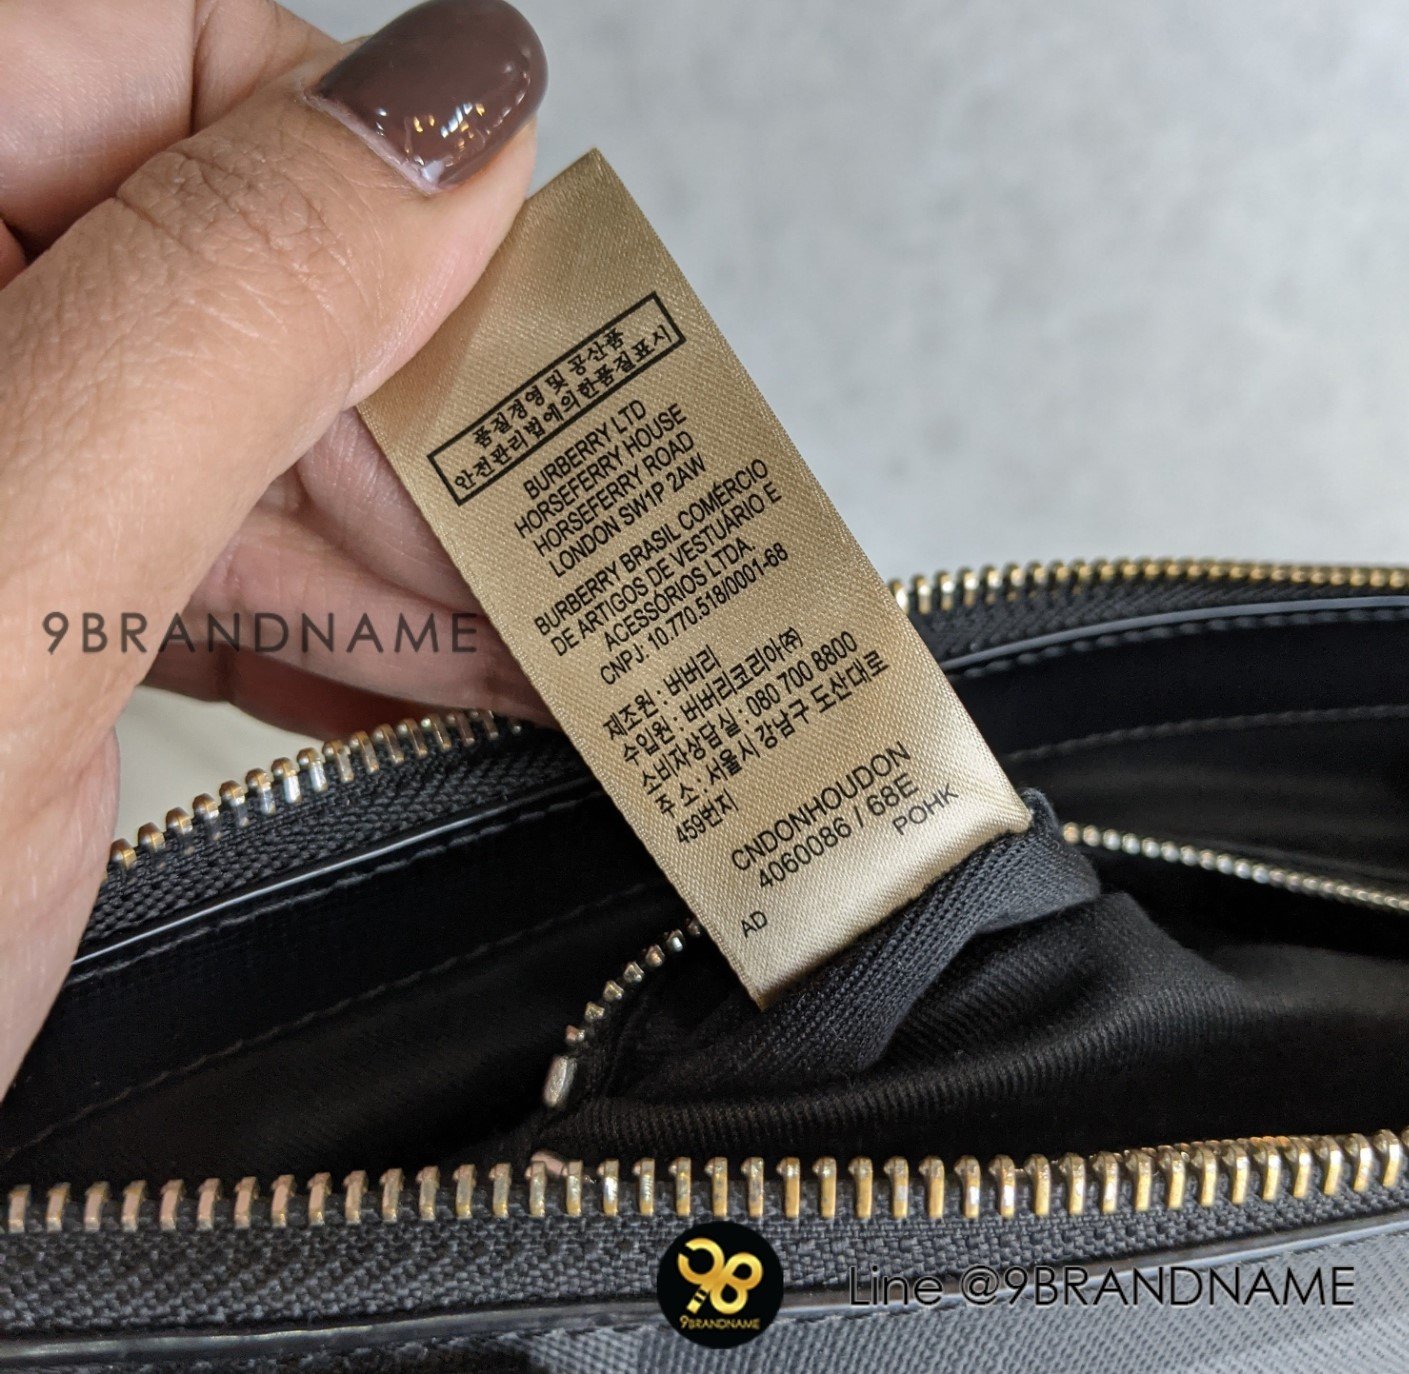 품질경영 및 공산품
안전관리법에의한품질표시
BURBERRY LTD
HORSEFERRY HOUSE
HORSEFERRY ROAD
LONDON SW1P 2AW
BURBERRY BRASIL COMÉRCIO
DE ARTIGOS DE VESTUÁRIO E
ACESSÓRIOS LTDA.
CNPJ: 10.770.518/0001-68
제조원 : 버버리
수입원 : 버버리코리아(주)
소비자상담실 : 080 700 8800
주 소 : 서울시 강남구 도산대로
459번지
CNDONHOUDON
4060086 / 68E
POHK
AD
9BRANDNAME
98
9BRANDNAME
Line @9BRANDNAME